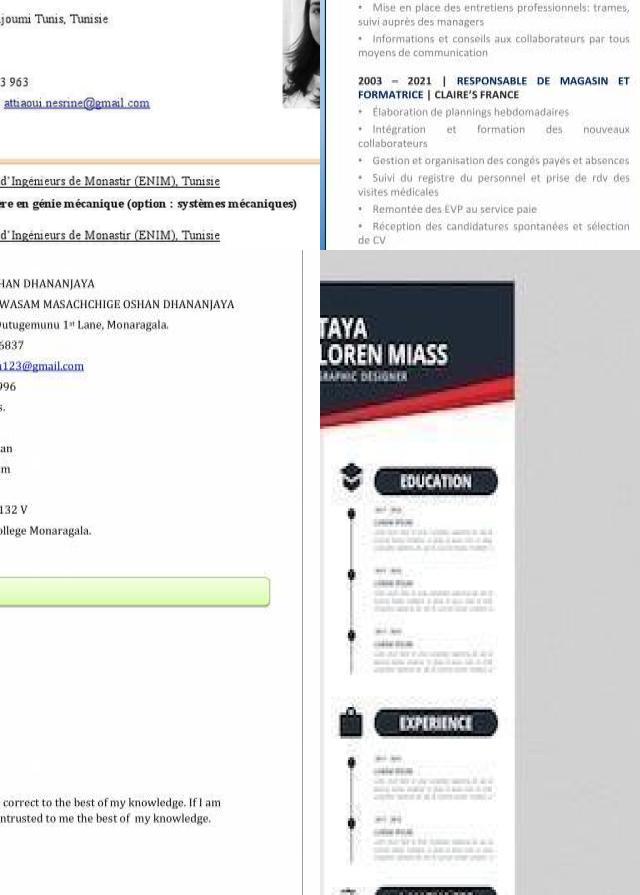 joumi Tunis, Tunisie
3 963
attiaoui.nesrine@gmail.com
d'Ingénieurs de Monastir (ENIM), Tunisie
ere en génie mécanique (option : systèmes mécaniques)
d'Ingénieurs de Monastir (ENIM), Tunisie
• Mise en place des entretiens professionnels: trames,
suivi auprès des managers
• Informations et conseils aux collaborateurs par tous
moyens de communication
2003 – 2021 | RESPONSABLE DE MAGASIN ET
FORMATRICE | CLAIRE'S FRANCE
• Élaboration de plannings hebdomadaires
• Intégration et formation des nouveaux
collaborateurs
• Gestion et organisation des congés payés et absences
• Suivi du registre du personnel et prise de rdv des
visites médicales
• Remontée des EVP au service paie
• Réception des candidatures spontanées et sélection
de CV
HAN DHANANJAYA
WASAM MASACHCHIGE OSHAN DHANANJAYA
Dutugemunu 1st Lane, Monaragala.
6837
a123@gmail.com
996
s.
an
m
132 V
ollege Monaragala.
correct to the best of my knowledge. If I am
ntrusted to me the best of my knowledge.
TAYA
LOREN MIASS
GRAPHIC DESIGNER
EDUCATION
EXPERIENCE